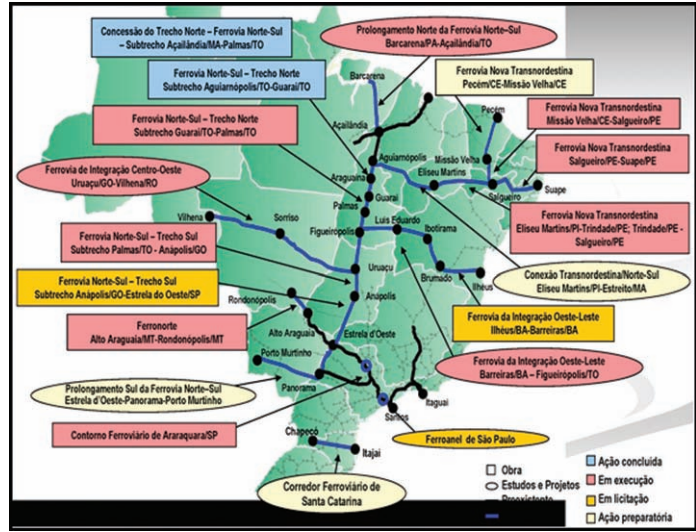 Concessão do Trecho Norte – Ferrovia Norte-Sul
– Subtrecho Açailândia/MA-Palmas/TO
Prolongamento Norte da Ferrovia Norte–Sul
Barcarena/PA-Açailândia/TO
Ferrovia Norte-Sul – Trecho Norte
Subtrecho Aguiarnópolis/TO-Guaraí/TO
Barcarena
Ferrovia Nova Transnordestina
Pecém/CE-Missão Velha/CE
Ferrovia Norte-Sul – Trecho Norte
Subtrecho Guaraí/TO-Palmas/TO
Pecém
Ferrovia Nova Transnordestina
Missão Velha/CE-Salgueiro/PE
Açailândia
Ferrovia Nova Transnordestina
Salgueiro/PE-Suape/PE
Ferrovia de Integração Centro-Oeste
Uruaçu/GO-Vilhena/RO
Aguiarnópolis
Missão Velha
Eliseu Martins
Araguaína
Guaraí
Salgueiro
Suape
Palmas
Luis Eduardo
Ferrovia Nova Transnordestina
Eliseu Martins/PI-Trindade/PE; Trindade/PE -
Salgueiro/PE
Vilhena
Sorriso
Figueirópolis
Ibotirama
Ferrovia Norte-Sul – Trecho Sul
Subtrecho Palmas/TO - Anápolis/GO
Uruaçu
Brumado
Ilhéus
Conexão Transnordestina/Norte-Sul
Eliseu Martins/PI-Estreito/MA
Ferrovia Norte-Sul – Trecho Sul
Subtrecho Anápolis/GO-Estrela do Oeste/SP
Rondonópolis
Anápolis
Ferrovia da Integração Oeste-Leste
Ilhéus/BA-Barreiras/BA
Ferronorte
Alto Araguaia/MT-Rondonópolis/MT
Alto Araguaia
Estrela d'Oeste
Porto Murtinho
Ferrovia da Integração Oeste-Leste
Barreiras/BA – Figueirópolis/TO
Prolongamento Sul da Ferrovia Norte–Sul
Estrela d'Oeste-Panorama-Porto Murtinho
Panorama
Itaguaí
Santos
Contorno Ferroviário de Araraquara/SP
Chapecó
Itajaí
Ferroanel de São Paulo
Corredor Ferroviário de
Santa Catarina
Obra
Estudos e Projetos
Preexistente
Ação concluída
Em execução
Em licitação
Ação preparatória